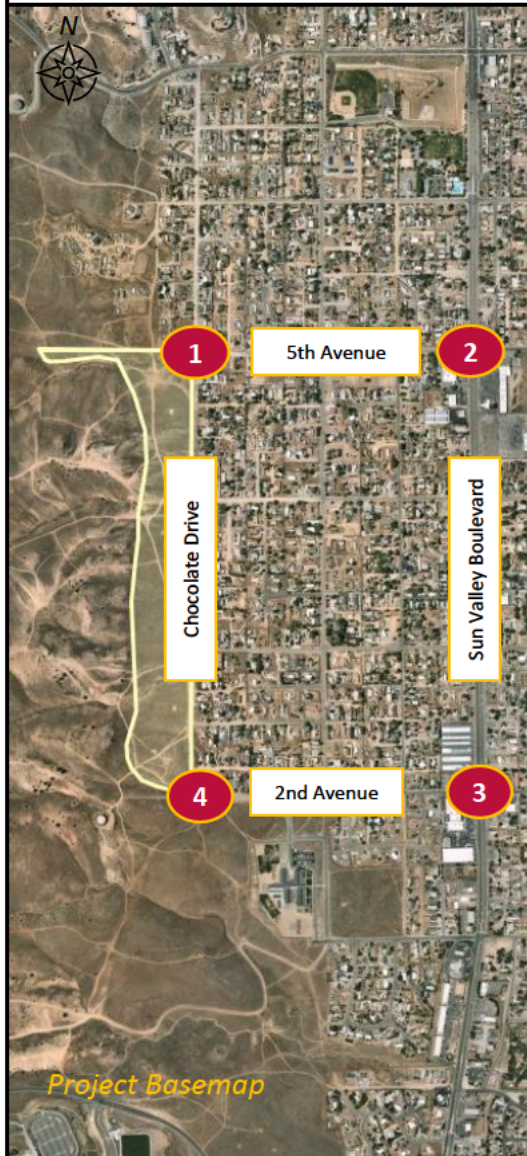 N
1
5th Avenue
2
Chocolate Drive
Sun Valley Boulevard
4
2nd Avenue
3
Project Basemap